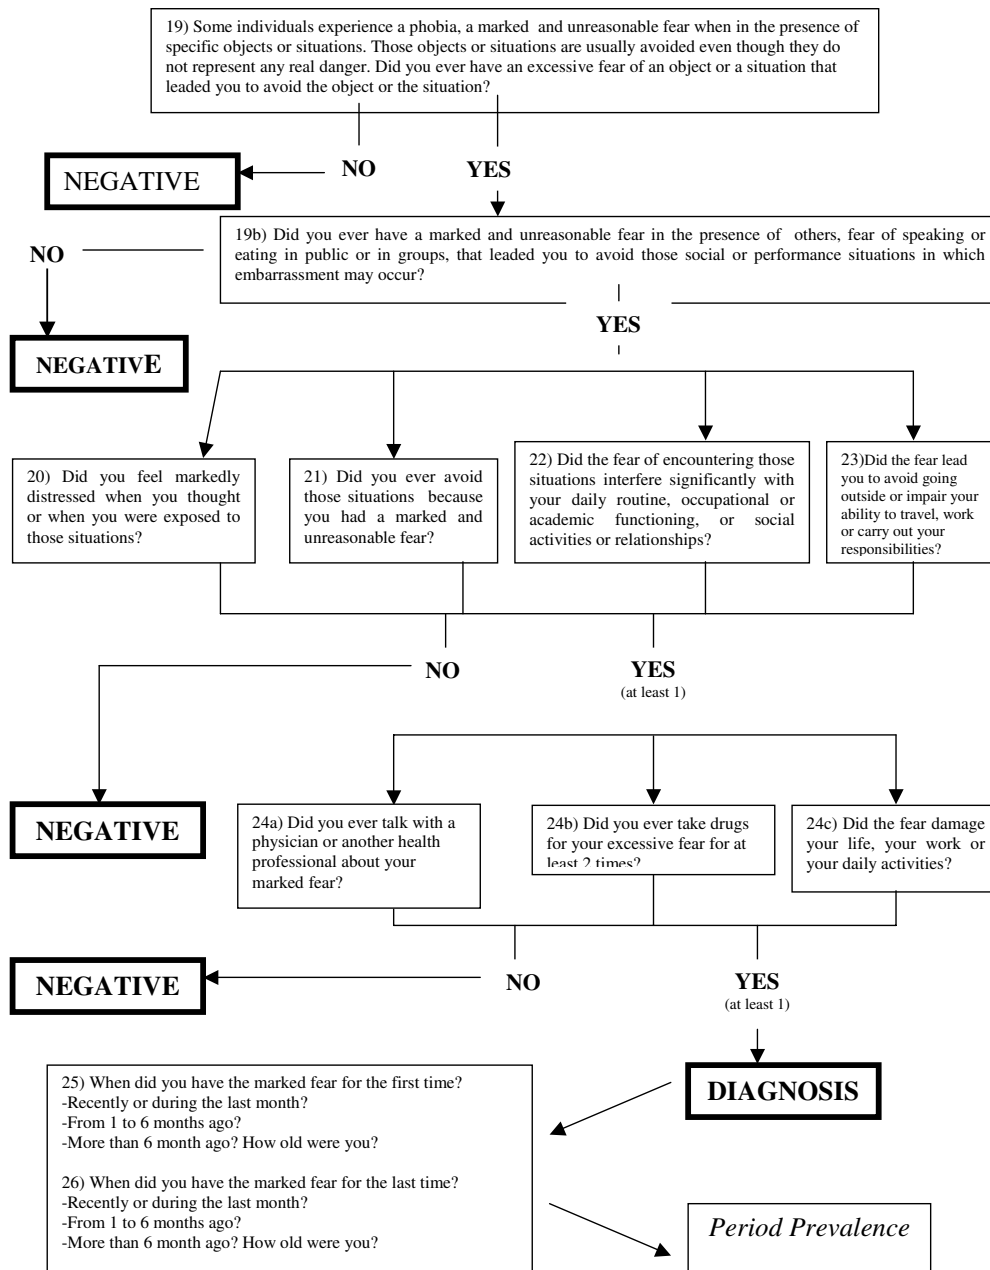 19) Some individuals experience a phobia, a marked and unreasonable fear when in the presence of
specific objects or situations. Those objects or situations are usually avoided even though they do
not represent any real danger. Did you ever have an excessive fear of an object or a situation that
leaded you to avoid the object or the situation?
NO
YES
NEGATIVE
19b) Did you ever have a marked and unreasonable fear in the presence of others, fear of speaking or
eating in public or in groups, that leaded you to avoid those social or performance situations in which
embarrassment may occur?
NO
YES
NEGATIVE
20) Did you feel markedly
distressed when you thought
or when you were exposed to
those situations?
21) Did you ever avoid
those situations because
you had a marked and
unreasonable fear?
22) Did the fear of encountering those
situations interfere significantly with
your daily routine, occupational or
academic functioning, or social
activities or relationships?
23)Did the fear lead
you to avoid going
outside or impair your
ability to travel, work
or carry out your
responsibilities?
NO
YES
(at least 1)
NEGATIVE
24a) Did you ever talk with a
physician or another health
professional about your
marked fear?
24b) Did you ever take drugs
for your excessive fear for at
least 2 times?
24c) Did the fear damage
your life, your work or
your daily activities?
NEGATIVE
NO
YES
(at least 1)
DIAGNOSIS
25) When did you have the marked fear for the first time?
-Recently or during the last month?
-From 1 to 6 months ago?
-More than 6 month ago? How old were you?
26) When did you have the marked fear for the last time?
-Recently or during the last month?
-From 1 to 6 months ago?
-More than 6 month ago? How old were you?
Period Prevalence